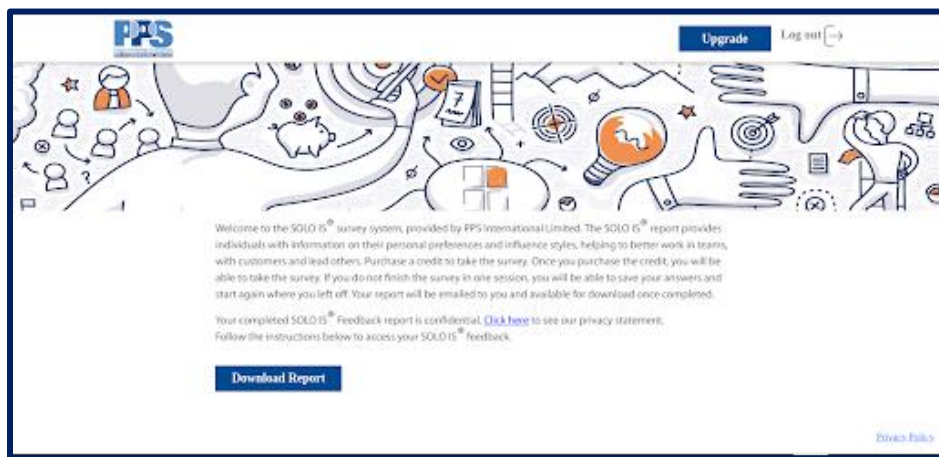 PPS
Upgrade
Log out
7
?
Welcome to the SOLO IS® survey system, provided by PPS International Limited. The SOLO IS® report provides
individuals with information on their personal preferences and influence styles, helping to better work in teams,
with customers and lead others. Purchase a credit to take the survey. Once you purchase the credit, you will be
able to take the survey. If you do not finish the survey in one session, you will be able to save your answers and
start again where you left off. Your report will be emailed to you and available for download once completed.
Your completed SOLO IS® Feedback report is confidential. Click here to see our privacy statement.
Follow the instructions below to access your SOLO IS® feedback.
Download Report
Privacy Policy